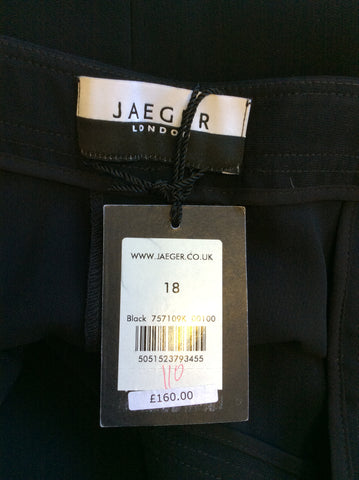 JAEGER
LONDON
WWW.JAEGER.CO.UK
18
Black
5051523793455
110
£160.00